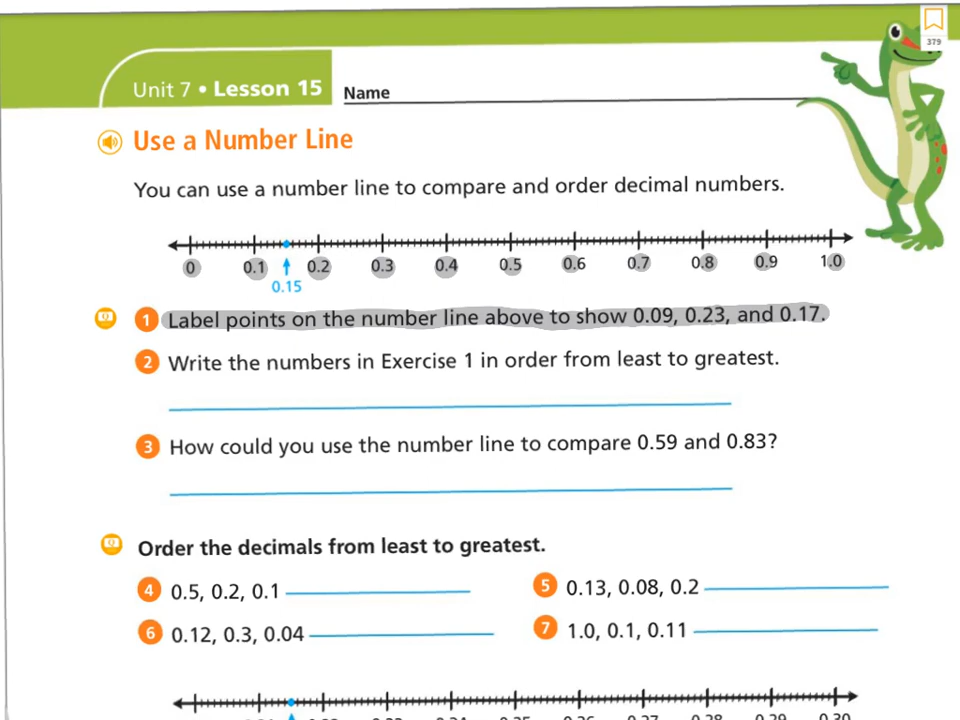 379
Unit 7 • Lesson 15
Name
Use a Number Line
You can use a number line to compare and order decimal numbers.
0 0.1 0.2 0.3 0.4 0.5 0.6 0.7 0.8 0.9 1.0
0.15
1 Label points on the number line above to show 0.09, 0.23, and 0.17.
2 Write the numbers in Exercise 1 in order from least to greatest.
3 How could you use the number line to compare 0.59 and 0.83?
Order the decimals from least to greatest.
4 0.5, 0.2, 0.1
5 0.13, 0.08, 0.2
6 0.12, 0.3, 0.04
7 1.0, 0.1, 0.11